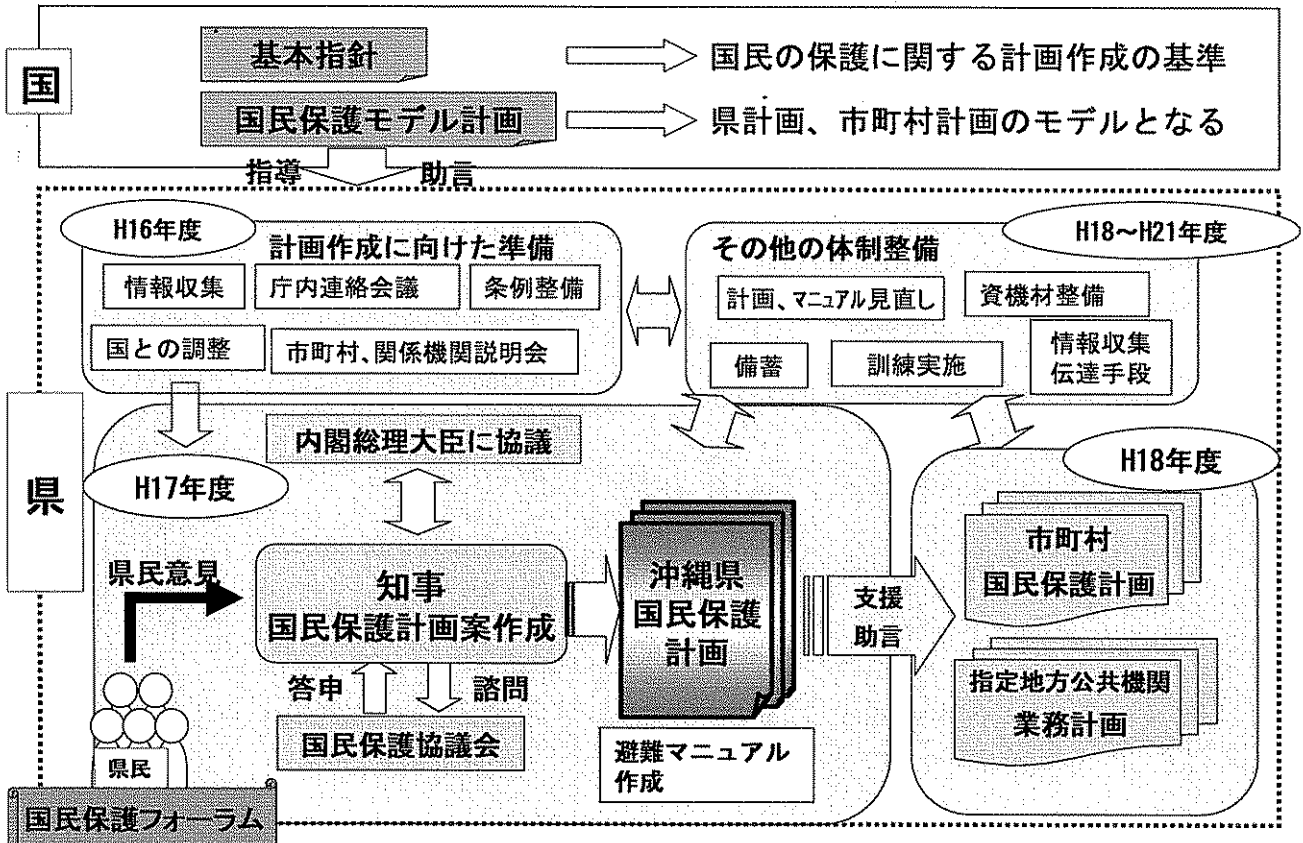 国
基本指針
国民の保護に関する計画作成の基準
国民保護モデル計画
県計画、市町村計画のモデルとなる
指導
助言
県
H16年度
計画作成に向けた準備
情報収集
庁内連絡会議
条例整備
国との調整
市町村、関係機関説明会
H18~H21年度
その他の体制整備
計画、マニュアル見直し
資機材整備
備蓄
訓練実施
情報収集
伝達手段
H17年度
内閣総理大臣に協議
県民意見
知事
国民保護計画案作成
答申
諮問
国民保護協議会
県民
国民保護フォーラム
沖縄県
国民保護
計画
避難マニュアル
作成
支援
助言
H18年度
市町村
国民保護計画
指定地方公共機関
業務計画